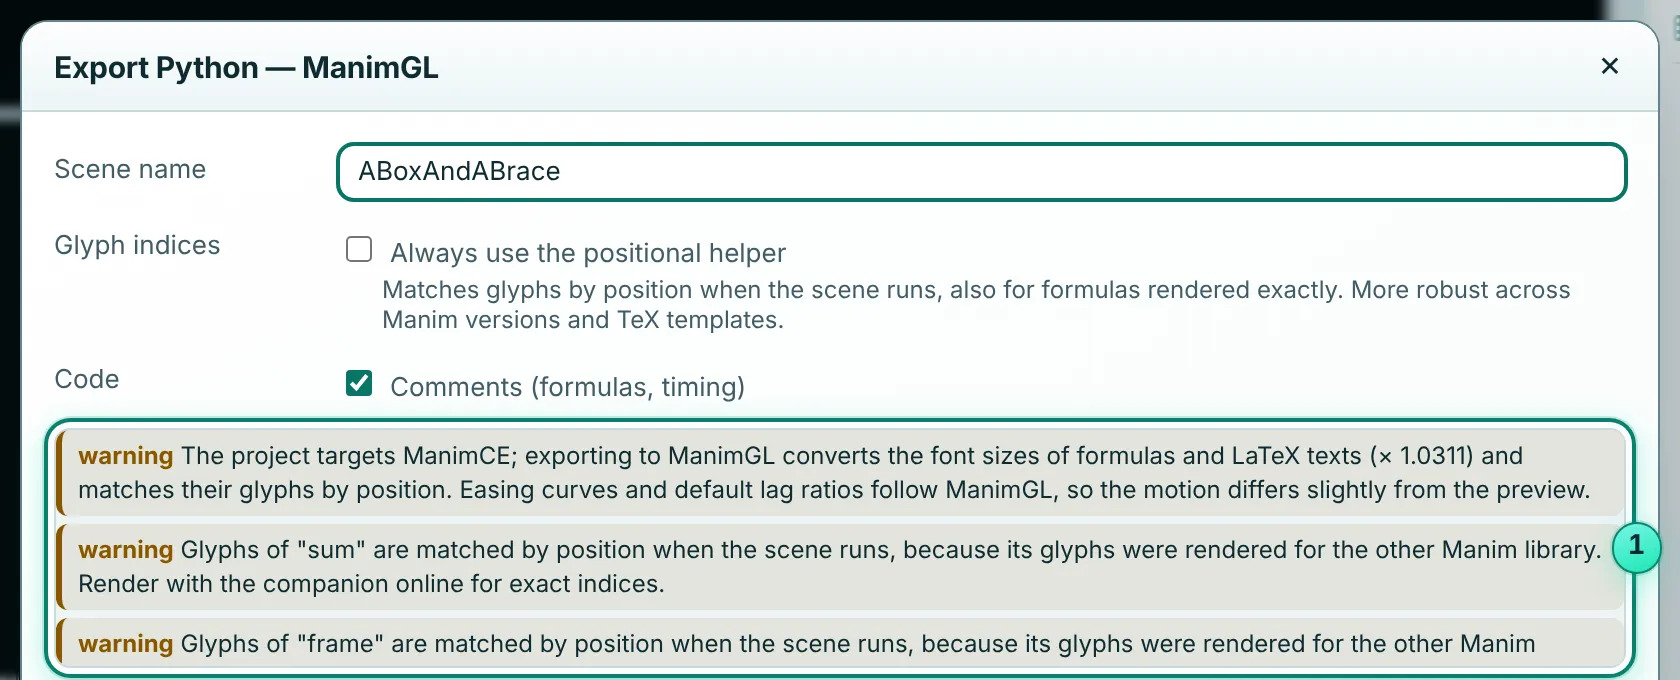 Export Python — ManimGL
×
Scene name
ABoxAndABrace
Glyph indices
Always use the positional helper
Matches glyphs by position when the scene runs, also for formulas rendered exactly. More robust across
Manim versions and TeX templates.
Code
Comments (formulas, timing)
warning The project targets ManimCE; exporting to ManimGL converts the font sizes of formulas and LaTeX texts (× 1.0311) and
matches their glyphs by position. Easing curves and default lag ratios follow ManimGL, so the motion differs slightly from the preview.
warning Glyphs of "sum" are matched by position when the scene runs, because its glyphs were rendered for the other Manim library.
Render with the companion online for exact indices.
1
warning Glyphs of "frame" are matched by position when the scene runs, because its glyphs were rendered for the other Manim